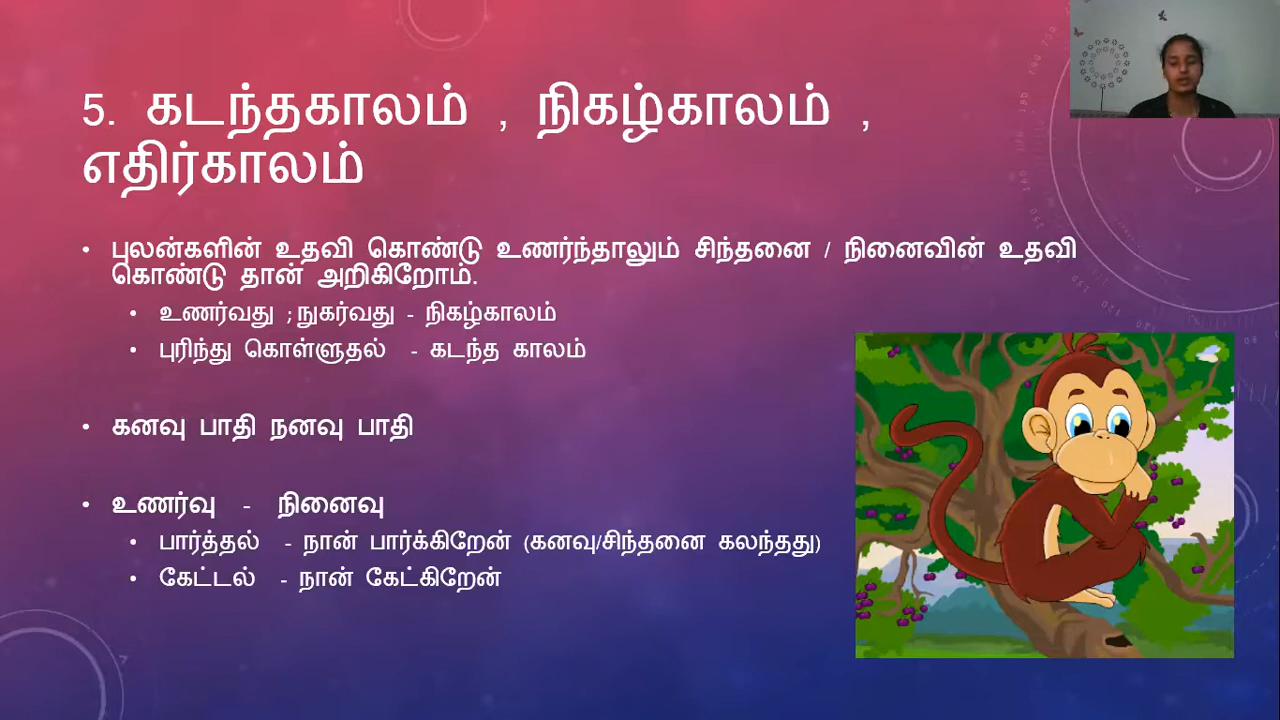 5. கடந்தகாலம் , நிகழ்காலம் ,
எதிர்காலம்
• புலன்களின் உதவி கொண்டு உணர்ந்தாலும் சிந்தனை / நினைவின் உதவி
கொண்டு தான் அறிகிறோம்.
• உணர்வது ; நுகர்வது - நிகழ்காலம்
• புரிந்து கொள்ளுதல் - கடந்த காலம்
• கனவு பாதி நனவு பாதி
• உணர்வு - நினைவு
• பார்த்தல் - நான் பார்க்கிறேன் (கனவு/சிந்தனை கலந்தது)
• கேட்டல் - நான் கேட்கிறேன்